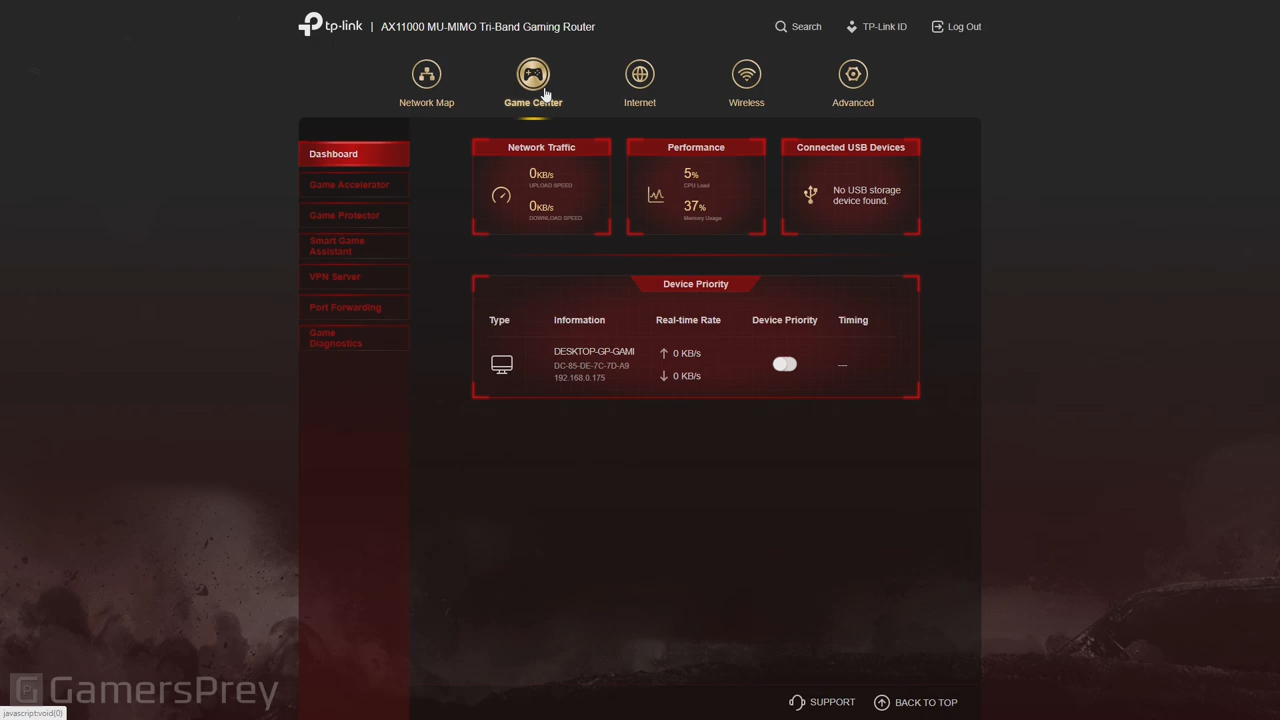 tp-link | AX11000 MU-MIMO Tri-Band Gaming Router
Search
TP-Link ID
Log Out
Network Map
Game Center
Internet
Wireless
Advanced
Dashboard
Game Accelerator
Game Protector
Smart Game
Assistant
VPN Server
Port Forwarding
Game
Diagnostics
Network Traffic
0KB/s
UPLOAD SPEED
0KB/s
DOWNLOAD SPEED
Performance
5%
CPU Load
37%
Memory Usage
Connected USB Devices
No USB storage
device found.
Device Priority
Type Information Real-time Rate Device Priority Timing
DESKTOP-GP-GAMI
DC-85-DE-7C-7D-A9
192.168.0.175
0 KB/s
0 KB/s
---
SUPPORT
BACK TO TOP
GamersPrey
javascript:void(0)